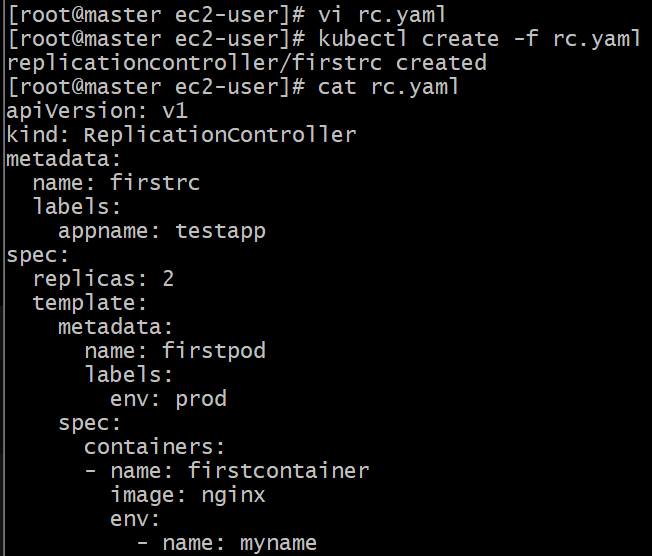 [root@master ec2-user]# vi rc.yaml
[root@master ec2-user]# kubectl create -f rc.yaml
replicationcontroller/firstrc created
[root@master ec2-user]# cat rc.yaml
apiVersion: v1
kind: ReplicationController
metadata:
  name: firstrc
  labels:
    appname: testapp
spec:
  replicas: 2
  template:
    metadata:
      name: firstpod
      labels:
        env: prod
    spec:
      containers:
      - name: firstcontainer
        image: nginx
        env:
          - name: myname